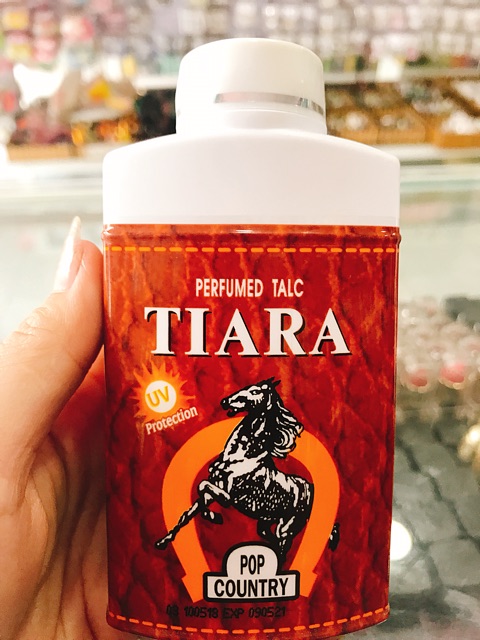 PERFUMED TALC
TIARA
UV
Protection
POP
COUNTRY
100518 EXP 090521